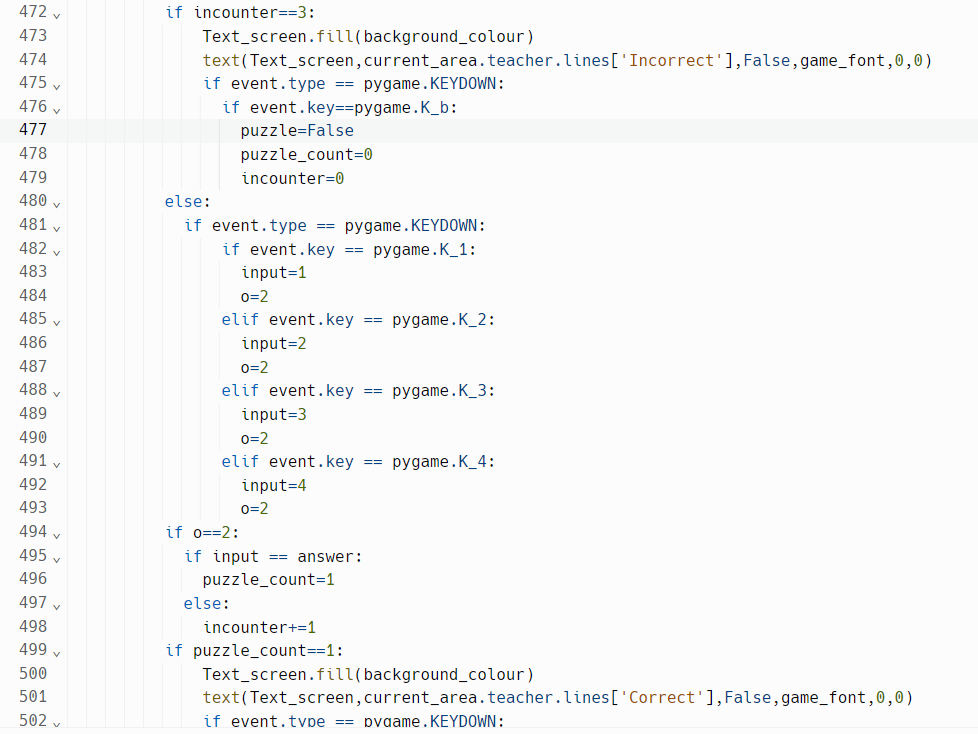 472 if incounter==3:
473 Text_screen.fill(background_colour)
474 text(Text_screen,current_area.teacher.lines['Incorrect'],False,game_font,0,0)
475 if event.type == pygame.KEYDOWN:
476 if event.key==pygame.K_b:
477 puzzle=False
478 puzzle_count=0
479 incounter=0
480 else:
481 if event.type == pygame.KEYDOWN:
482 if event.key == pygame.K_1:
483 input=1
484 o=2
485 elif event.key == pygame.K_2:
486 input=2
487 o=2
488 elif event.key == pygame.K_3:
489 input=3
490 o=2
491 elif event.key == pygame.K_4:
492 input=4
493 o=2
494 if o==2:
495 if input == answer:
496 puzzle_count=1
497 else:
498 incounter+=1
499 if puzzle_count==1:
500 Text_screen.fill(background_colour)
501 text(Text_screen,current_area.teacher.lines['Correct'],False,game_font,0,0)
502 if event.type == pygame.KEYDOWN: